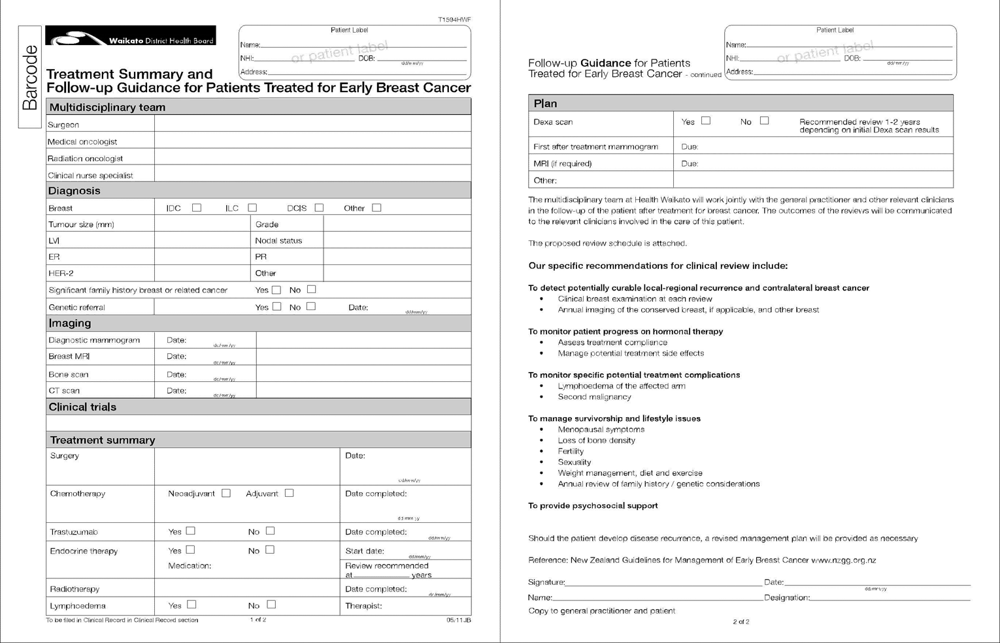 T1594HWF
Barcode
Waikato District Health Board
Patient Label
Name:
or patient label
NHI: DOB:
dd/mm/yy
Address:
Treatment Summary and
Follow-up Guidance for Patients Treated for Early Breast Cancer
Multidisciplinary team
Surgeon
Medical oncologist
Radiation oncologist
Clinical nurse specialist
Diagnosis
Breast IDC ILC DCIS Other
Tumour size (mm) Grade
LVI Nodal status
ER PR
HER-2 Other
Significant family history breast or related cancer Yes No
Genetic referral Yes No Date:
dd/mm/yy
Imaging
Diagnostic mammogram Date:
dd/mm/yy
Breast MRI Date:
dd/mm/yy
Bone scan Date:
dd/mm/yy
CT scan Date:
dd/mm/yy
Clinical trials
Treatment summary
Surgery Date:
dd/mm/yy
Chemotherapy Neoadjuvant Adjuvant Date completed:
dd/mm/yy
Trastuzumab Yes No Date completed:
dd/mm/yy
Endocrine therapy Yes No Start date:
dd/mm/yy
Medication: Review recommended
at years
Radiotherapy Date completed:
dd/mm/yy
Lymphoedema Yes No Therapist:
To be filed in Clinical Record in Clinical Record section 1 of 2 05/11JB
Patient Label
Name:
or patient label
NHI: DOB:
dd/mm/yy
Address:
Follow-up Guidance for Patients
Treated for Early Breast Cancer - continued
Plan
Dexa scan Yes No Recommended review 1-2 years
depending on initial Dexa scan results
First after treatment mammogram Due:
MRI (if required) Due:
Other:
The multidisciplinary team at Health Waikato will work jointly with the general practitioner and other relevant clinicians
in the follow-up of the patient after treatment for breast cancer. The outcomes of the reviews will be communicated
to the relevant clinicians involved in the care of this patient.
The proposed review schedule is attached.
Our specific recommendations for clinical review include:
To detect potentially curable local-regional recurrence and contralateral breast cancer
• Clinical breast examination at each review
• Annual imaging of the conserved breast, if applicable, and other breast
To monitor patient progress on hormonal therapy
• Assess treatment compliance
• Manage potential treatment side effects
To monitor specific potential treatment complications
• Lymphoedema of the affected arm
• Second malignancy
To manage survivorship and lifestyle issues
• Menopausal symptoms
• Loss of bone density
• Fertility
• Sexuality
• Weight management, diet and exercise
• Annual review of family history / genetic considerations
To provide psychosocial support
Should the patient develop disease recurrence, a revised management plan will be provided as necessary
Reference: New Zealand Guidelines for Management of Early Breast Cancer www.nzgg.org.nz
Signature: Date:
dd/mm/yy
Name: Designation:
Copy to general practitioner and patient
2 of 2